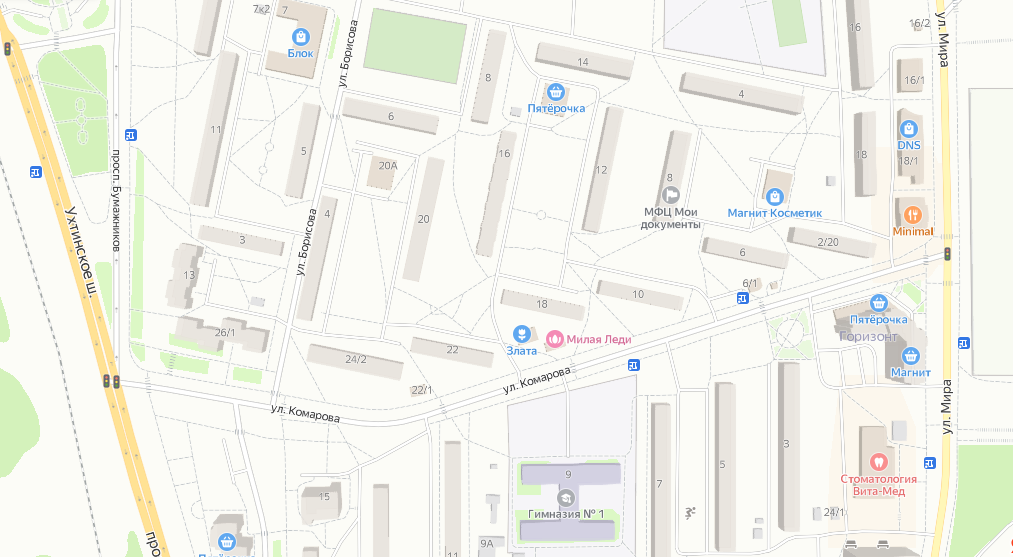 7к2
7
Блок
ул. Борисова
8
14
16
16/2
ул. Мира
16/1
4
Пятёрочка
6
11
5
16
12
18
DNS
18/1
20А
8
МФЦ Мои
документы
Магнит Косметик
просп. Бумажников
Ухтинское ш.
4
20
Minimal
3
ул. Борисова
6
2/20
13
6/1
10
18
26/1
Пятёрочка
Горизонт
Злата
Милая Леди
22
24/2
Магнит
22/1
ул. Комарова
ул. Комарова
ул. Мира
3
5
7
9
Гимназия № 1
Стоматология
Вита-Мед
15
24/1
9А
11